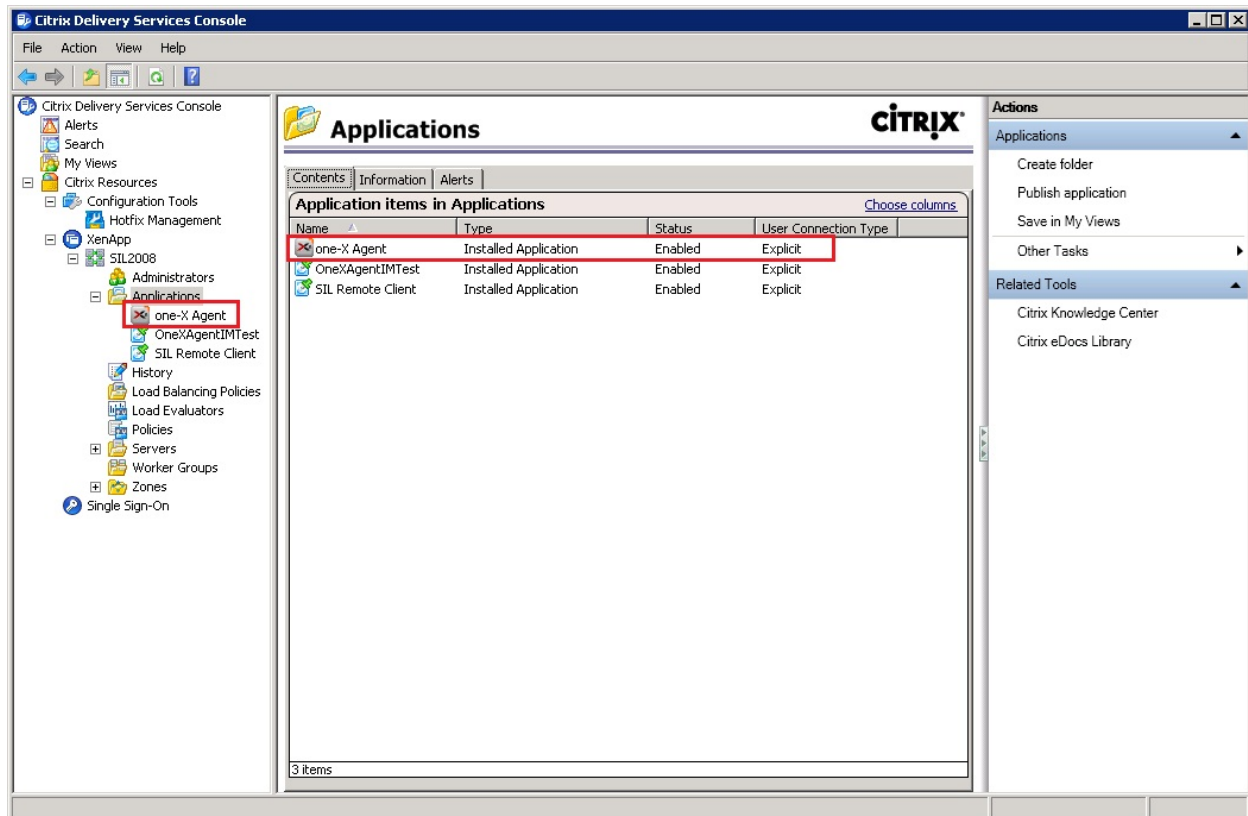 Citrix Delivery Services Console
File Action View Help
Citrix Delivery Services Console
Alerts
Search
My Views
Citrix Resources
Configuration Tools
Hotfix Management
XenApp
SIL2008
Administrators
Applications
one-X Agent
OneXAgentIMTest
SIL Remote Client
History
Load Balancing Policies
Load Evaluators
Policies
Servers
Worker Groups
Zones
Single Sign-On
Applications
CITRIX
Contents Information Alerts
Application items in Applications Choose columns
Name Type Status User Connection Type
one-X Agent Installed Application Enabled Explicit
OneXAgentIMTest Installed Application Enabled Explicit
SIL Remote Client Installed Application Enabled Explicit
3 items
Actions
Applications
Create folder
Publish application
Save in My Views
Other Tasks
Related Tools
Citrix Knowledge Center
Citrix eDocs Library